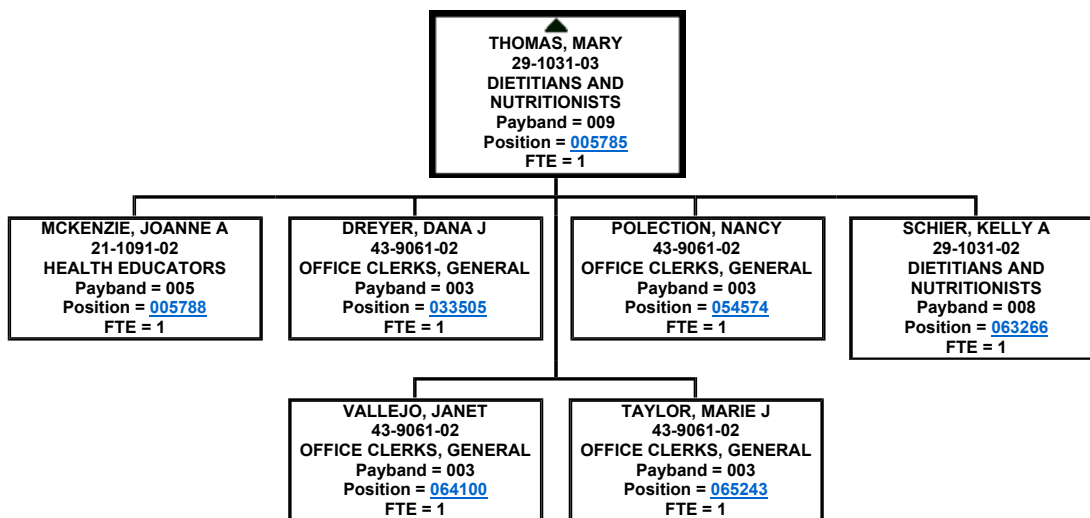 THOMAS, MARY
29-1031-03
DIETITIANS AND
NUTRITIONISTS
Payband = 009
Position = 005785
FTE = 1
MCKENZIE, JOANNE A
21-1091-02
HEALTH EDUCATORS
Payband = 005
Position = 005788
FTE = 1
DREYER, DANA J
43-9061-02
OFFICE CLERKS, GENERAL
Payband = 003
Position = 033505
FTE = 1
POLECTION, NANCY
43-9061-02
OFFICE CLERKS, GENERAL
Payband = 003
Position = 054574
FTE = 1
SCHIER, KELLY A
29-1031-02
DIETITIANS AND
NUTRITIONISTS
Payband = 008
Position = 063266
FTE = 1
VALLEJO, JANET
43-9061-02
OFFICE CLERKS, GENERAL
Payband = 003
Position = 064100
FTE = 1
TAYLOR, MARIE J
43-9061-02
OFFICE CLERKS, GENERAL
Payband = 003
Position = 065243
FTE = 1